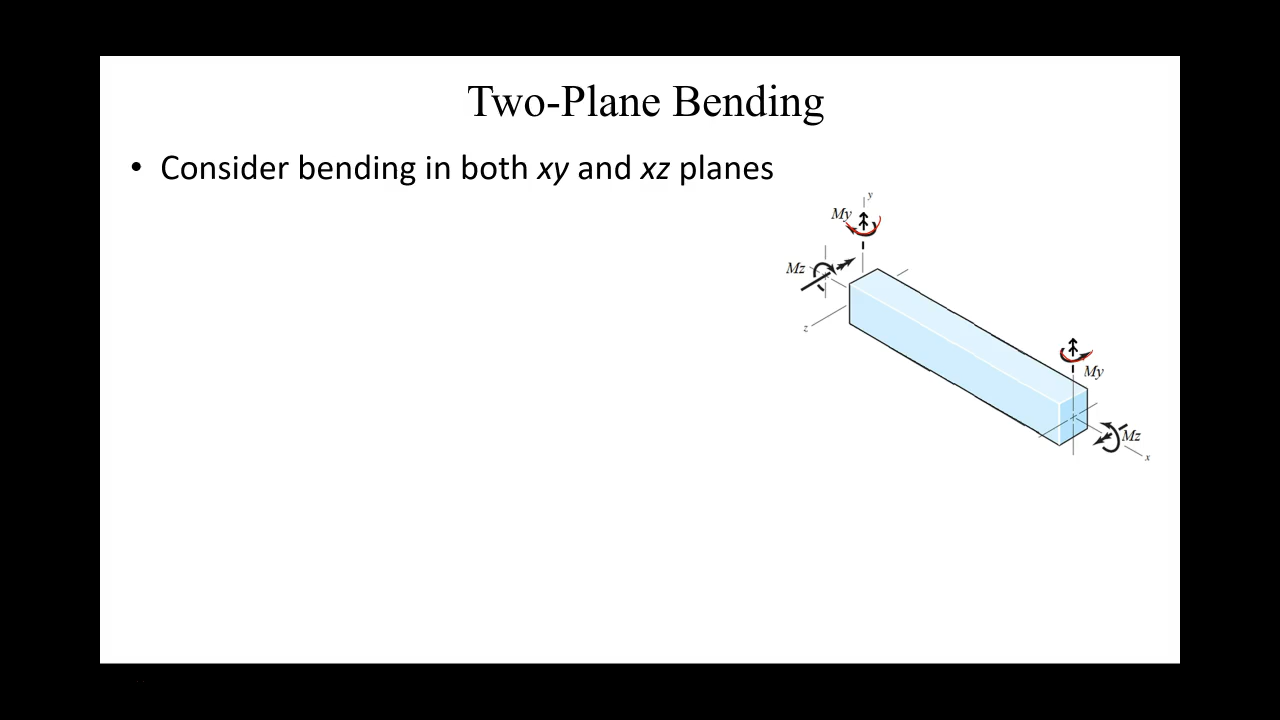 Two-Plane Bending
• Consider bending in both xy and xz planes
y
My
Mz
z
My
Mz
x